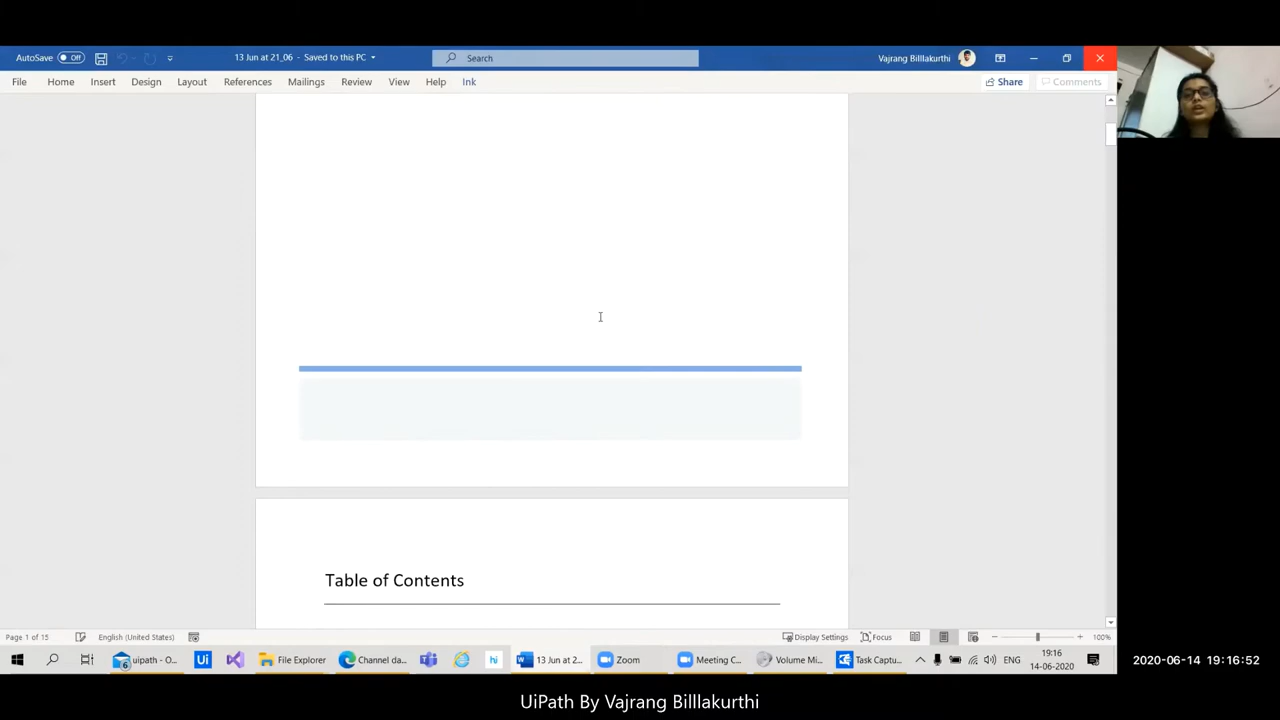 AutoSave Off 13 Jun at 21_06 - Saved to this PC Search Vajrang Billlakurthi
File Home Insert Design Layout References Mailings Review View Help Ink Share Comments
Table of Contents
Page 1 of 15 English (United States) Display Settings Focus 100%
uipath - O... Ui File Explorer Channel da... hi 13 Jun at 2... Zoom Meeting C... Volume Mi... Task Captu... ENG 19:16
14-06-2020
2020-06-14 19:16:52
UiPath By Vajrang Billlakurthi